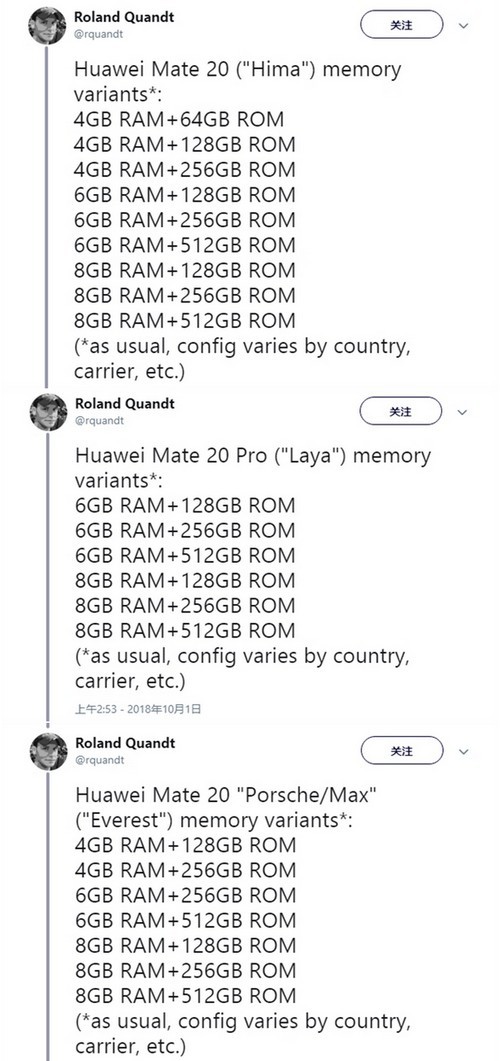 Roland Quandt
关注
@rquandt
Huawei Mate 20 ("Hima") memory
variants*:
4GB RAM+64GB ROM
4GB RAM+128GB ROM
4GB RAM+256GB ROM
6GB RAM+128GB ROM
6GB RAM+256GB ROM
6GB RAM+512GB ROM
8GB RAM+128GB ROM
8GB RAM+256GB ROM
8GB RAM+512GB ROM
(*as usual, config varies by country,
carrier, etc.)
Roland Quandt
关注
@rquandt
Huawei Mate 20 Pro ("Laya") memory
variants*:
6GB RAM+128GB ROM
6GB RAM+256GB ROM
6GB RAM+512GB ROM
8GB RAM+128GB ROM
8GB RAM+256GB ROM
8GB RAM+512GB ROM
(*as usual, config varies by country,
carrier, etc.)
上午2:53 - 2018年10月1日
Roland Quandt
关注
@rquandt
Huawei Mate 20 "Porsche/Max"
("Everest") memory variants*:
4GB RAM+128GB ROM
4GB RAM+256GB ROM
6GB RAM+256GB ROM
6GB RAM+512GB ROM
8GB RAM+128GB ROM
8GB RAM+256GB ROM
8GB RAM+512GB ROM
(*as usual, config varies by country,
carrier, etc.)